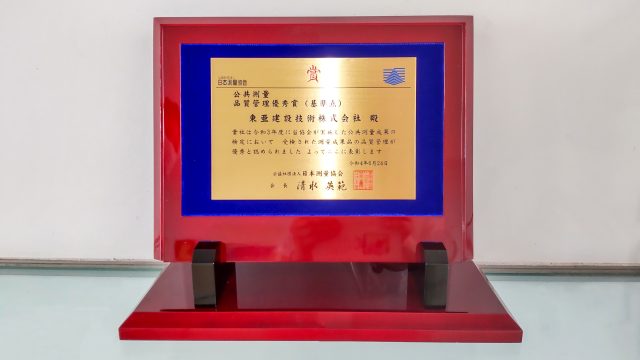 賞
日本測量協会
公共測量
品質管理優秀賞(基準点)
東亜建設技術株式会社 殿
貴社は令和3年度に当協会が実施した公共測量成果の
検定において 受検された測量成果品の品質管理が
優秀と認められました よってここに表彰します
令和4年5月26日
公益社団法人日本測量協会
会長 清水 英範